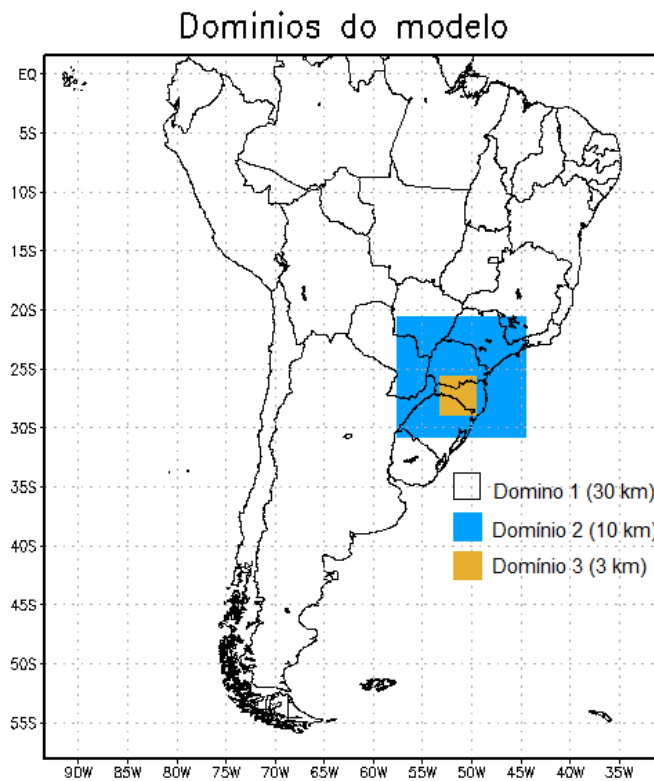 Domínios do modelo
EQ
5S
10S
15S
20S
25S
30S
35S
40S
45S
50S
55S
Domino 1 (30 km)
Domínio 2 (10 km)
Domínio 3 (3 km)
90W 85W 80W 75W 70W 65W 60W 55W 50W 45W 40W 35W